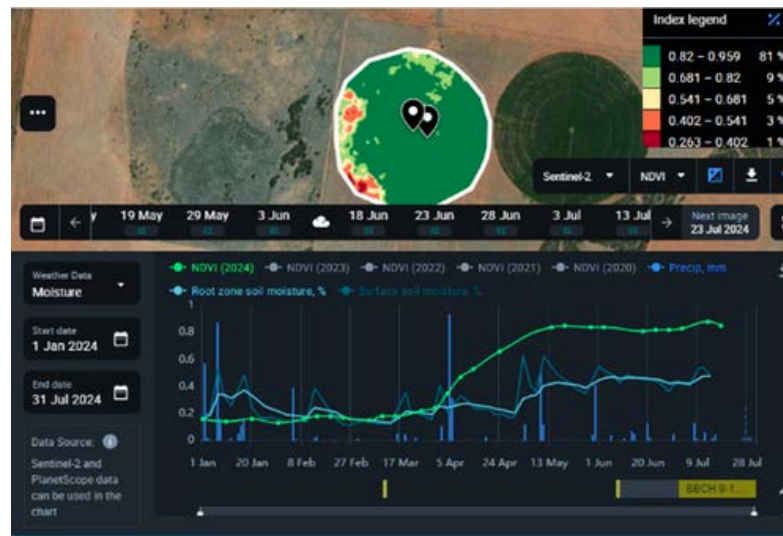 Index legend
0.82 – 0.959 81 %
0.681 – 0.82 9 %
0.541 – 0.681 5 %
0.402 – 0.541 3 %
0.263 – 0.402 1 %
Sentinel-2 NDVI
19 May 29 May 3 Jun 18 Jun 23 Jun 28 Jun 3 Jul 13 Jul
Next image
23 Jul 2024
Weather Data
Moisture
Start date
1 Jan 2024
End date
31 Jul 2024
Data Source:
Sentinel-2 and
PlanetScope data
can be used in the
chart
NDVI (2024) NDVI (2023) NDVI (2022) NDVI (2021) NDVI (2020) Precip, mm
Root zone soil moisture, % Surface soil moisture, %
1
0.8
0.6
0.4
0.2
0
1 Jan 20 Jan 8 Feb 27 Feb 17 Mar 5 Apr 24 Apr 13 May 1 Jun 20 Jun 9 Jul 28 Jul
BBCH 9-1...